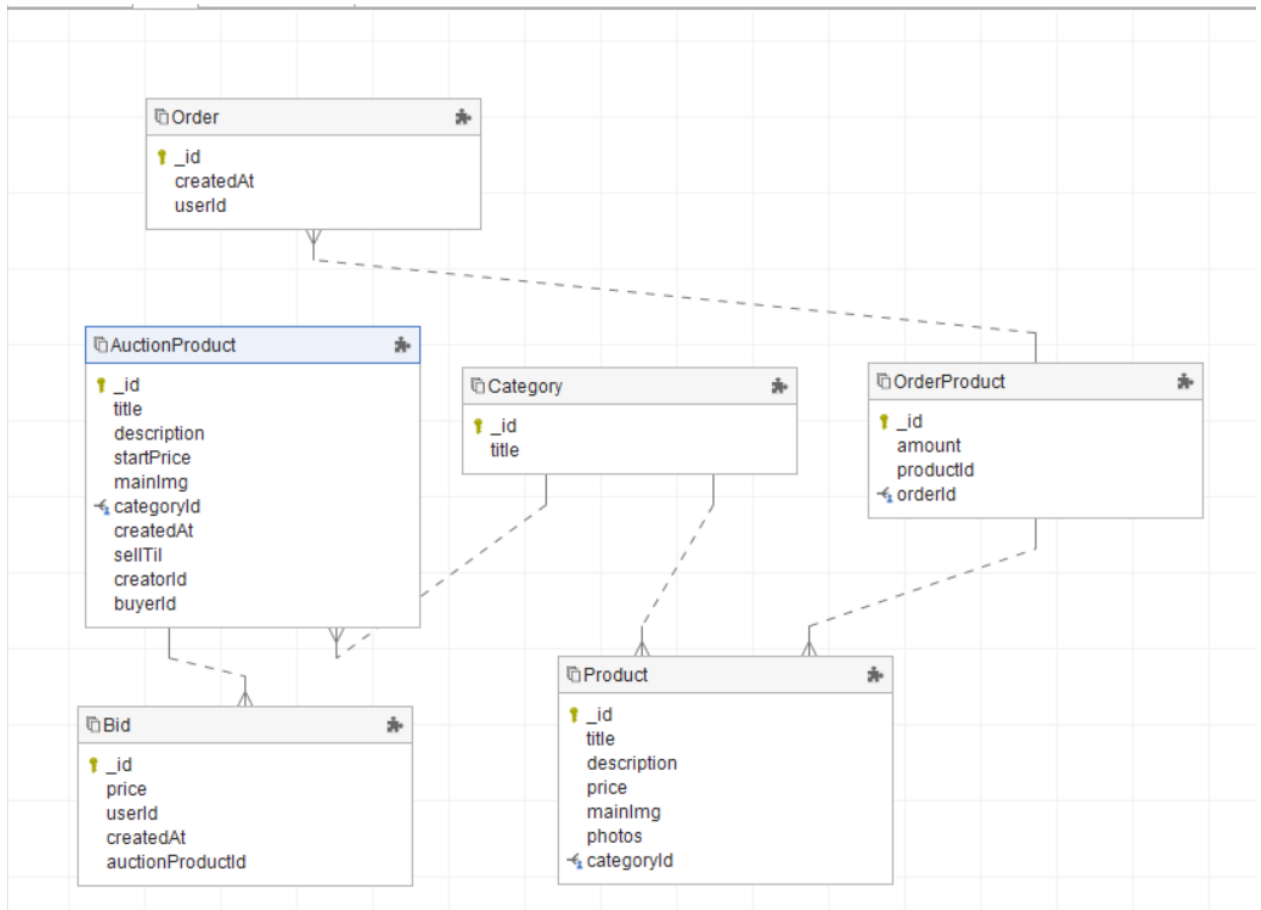 Order
_id
createdAt
userId
AuctionProduct
_id
title
description
startPrice
mainImg
categoryId
createdAt
sellTil
creatorId
buyerId
Category
_id
title
OrderProduct
_id
amount
productId
orderId
Bid
_id
price
userId
createdAt
auctionProductId
Product
_id
title
description
price
mainImg
photos
categoryId